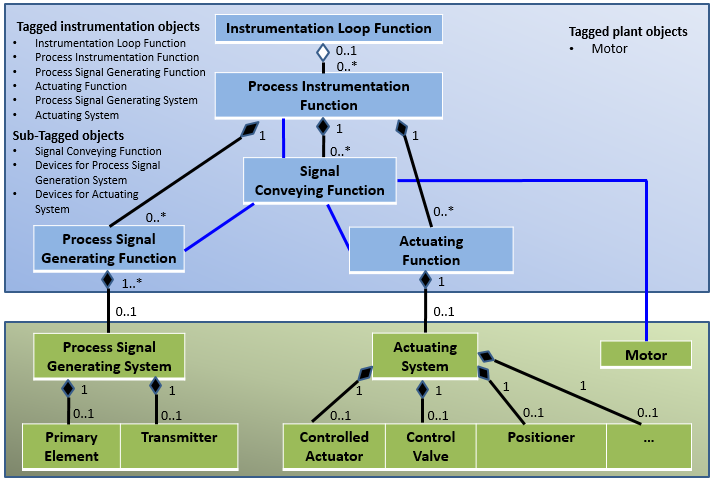 Tagged instrumentation objects
• Instrumentation Loop Function
• Process Instrumentation Function
• Process Signal Generating Function
• Actuating Function
• Process Signal Generating System
• Actuating System
Sub-Tagged objects
• Signal Conveying Function
• Devices for Process Signal
Generation System
• Devices for Actuating
System
Tagged plant objects
• Motor
Instrumentation Loop Function
0..1
0..*
Process Instrumentation
Function
1
1
1
0..*
Signal
Conveying Function
0..*
0..*
Process Signal
Generating Function
Actuating
Function
1..*
1
0..1
0..1
Process Signal
Generating System
Actuating
System
Motor
1
1
1
1
1
1
0..1
0..1
0..1
0..1
0..1
0..1
Primary
Element
Transmitter
Controlled
Actuator
Control
Valve
Positioner
...